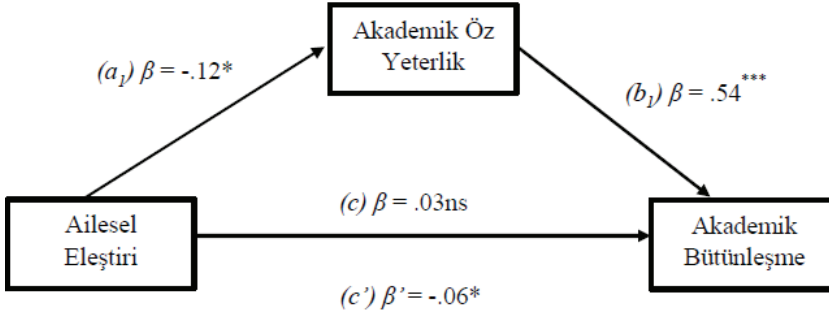 Akademik Öz
Yeterlik
(a₁) β = -.12*
(b₁) β = .54***
Ailesel
Eleştiri
(c) β = .03ns
Akademik
Bütünleşme
(c’) β’ = -.06*